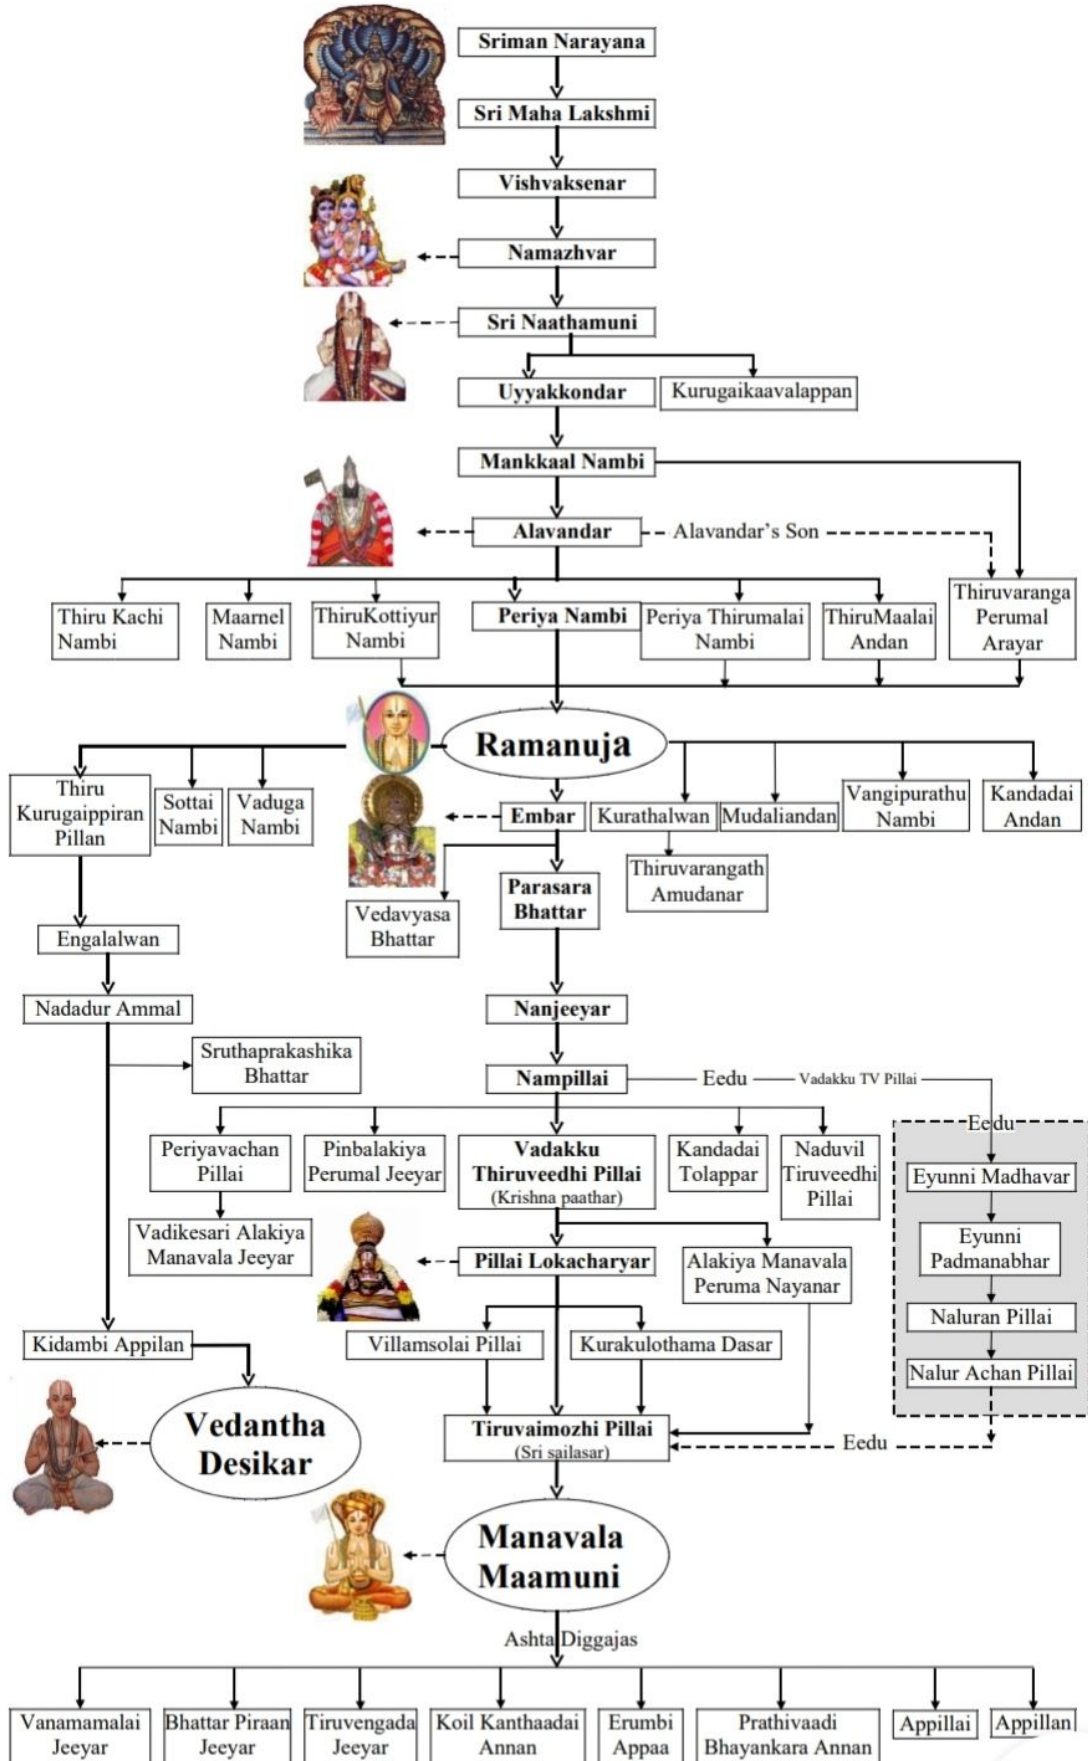 Sriman Narayana
Sri Maha Lakshmi
Vishvaksenar
Namazhvar
Sri Naathamuni
Uyyakkondar
Kurugaikaavalappan
Mankkaal Nambi
Alavandar
Alavandar's Son
Thiru Kachi
Nambi
Maarnel
Nambi
ThiruKottiyur
Nambi
Periya Nambi
Periya Thirumalai
Nambi
ThiruMaalai
Andan
Thiruvaranga
Perumal
Arayar
Ramanuja
Thiru
Kurugaippiran
Pillan
Sottai
Nambi
Vaduga
Nambi
Embar
Kurathalwan
Mudaliandan
Vangipurathu
Nambi
Kandadai
Andan
Thiruvarangath
Amudanar
Vedavyasa
Bhattar
Parasara
Bhattar
Engalalwan
Nadadur Ammal
Nanjeeyar
Sruthaprakashika
Bhattar
Nampillai
Eedu
Vadakku TV Pillai
Eedu
Periyavachan
Pillai
Pinbalakiya
Perumal Jeeyar
Vadakku
Thiruveedhi Pillai
(Krishna paathar)
Kandadai
Tolappar
Naduvil
Tiruveedhi
Pillai
Eyunni Madhavar
Vadikesari Alakiya
Manavala Jeeyar
Eyunni
Padmanabhar
Pillai Lokacharyar
Alakiya Manavala
Peruma Nayanar
Naluran Pillai
Kidambi Appilan
Villamsolai Pillai
Kurakulothama Dasar
Nalur Achan Pillai
Vedantha
Desikar
Tiruvaimozhi Pillai
(Sri sailasar)
Eedu
Manavala
Maamuni
Ashta Diggajas
Vanamamalai
Jeeyar
Bhattar Piraan
Jeeyar
Tiruvengada
Jeeyar
Koil Kanthaadai
Annan
Erumbi
Appaa
Prathivaadi
Bhayankara Annan
Appillai
Appillan